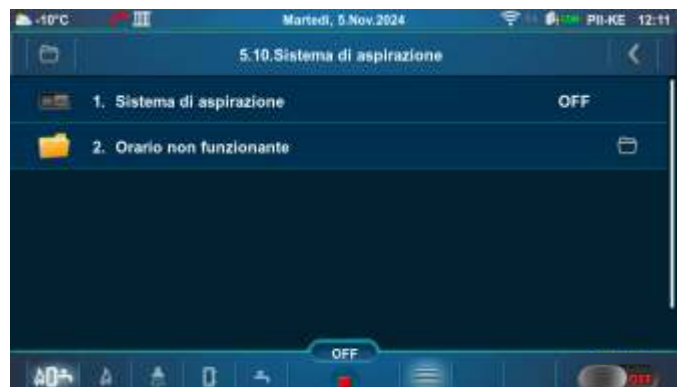 -10°C Martedì, 5.Nov.2024 PII-KE 12:11
5.10.Sistema di aspirazione
1. Sistema di aspirazione OFF
2. Orario non funzionante
OFF
OFF